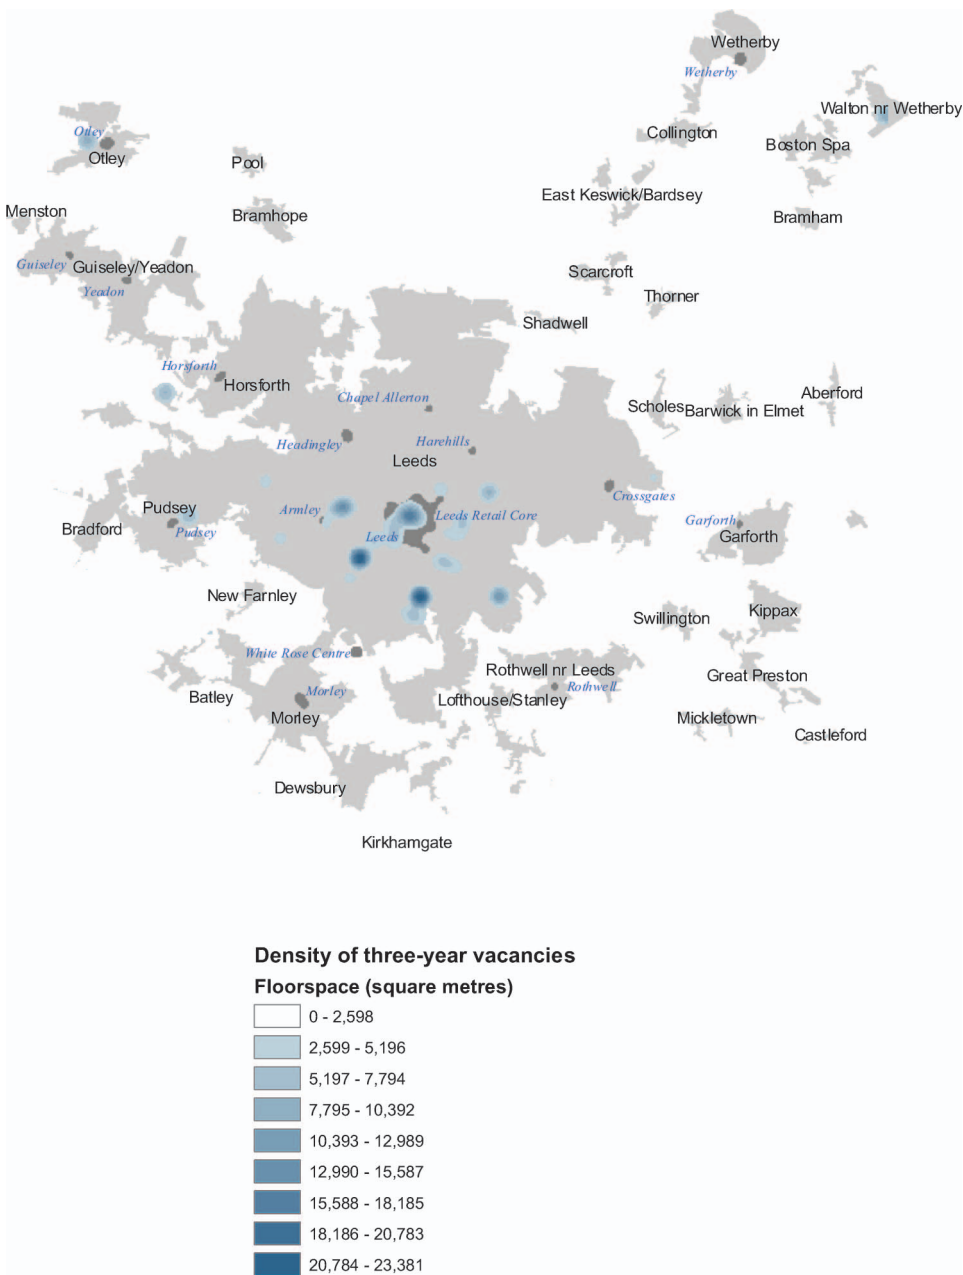 Wetherby
Wetherby
Walton nr Wetherby
Collington
Boston Spa
Otley
Otley
Pool
East Keswick/Bardsey
Menston
Bramhope
Bramham
Guiseley
Guiseley/Yeadon
Yeadon
Scarcroft
Thorner
Shadwell
Horsforth
Horsforth
Chapel Allerton
Aberford
Scholes
Barwick in Elmet
Headingley
Harehills
Leeds
Crossgates
Pudsey
Armley
Leeds Retail Core
Bradford
Pudsey
Leeds
Garforth
Garforth
New Farnley
Swillington
Kippax
White Rose Centre
Rothwell nr Leeds
Great Preston
Batley
Morley
Lofthouse/Stanley
Rothwell
Morley
Mickletown
Castleford
Dewsbury
Kirkhamgate
Density of three-year vacancies
Floorspace (square metres)
0 - 2,598
2,599 - 5,196
5,197 - 7,794
7,795 - 10,392
10,393 - 12,989
12,990 - 15,587
15,588 - 18,185
18,186 - 20,783
20,784 - 23,381